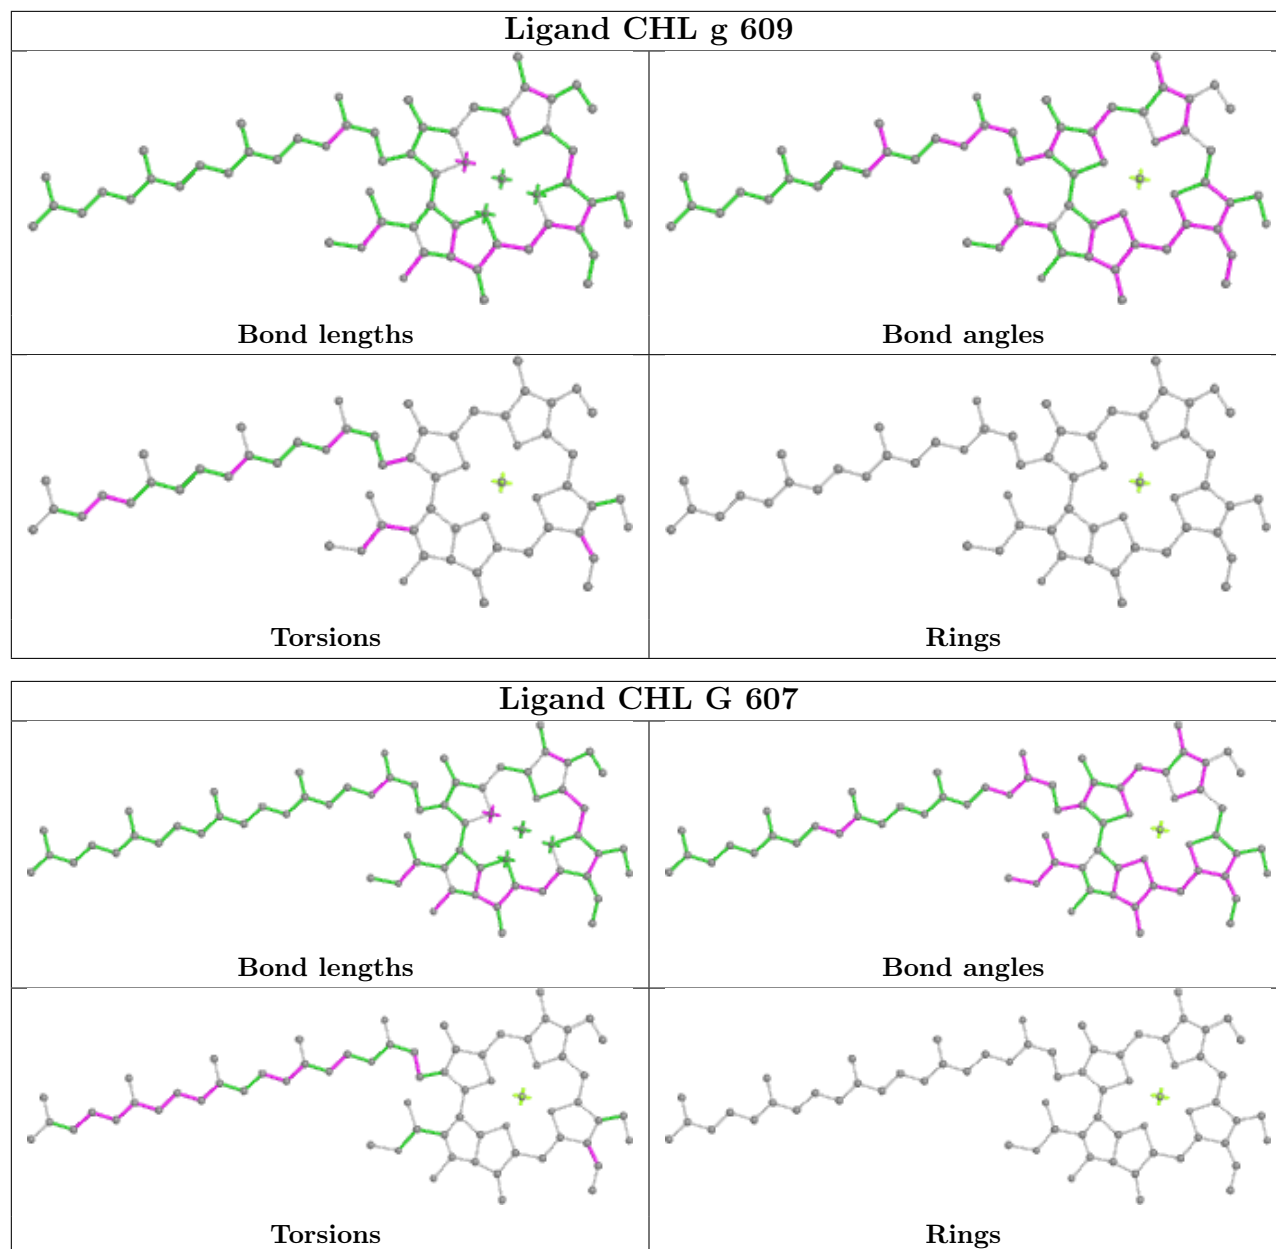 Ligand CHL g 609
Bond lengths
Bond angles
Torsions
Rings
Ligand CHL G 607
Bond lengths
Bond angles
Torsions
Rings